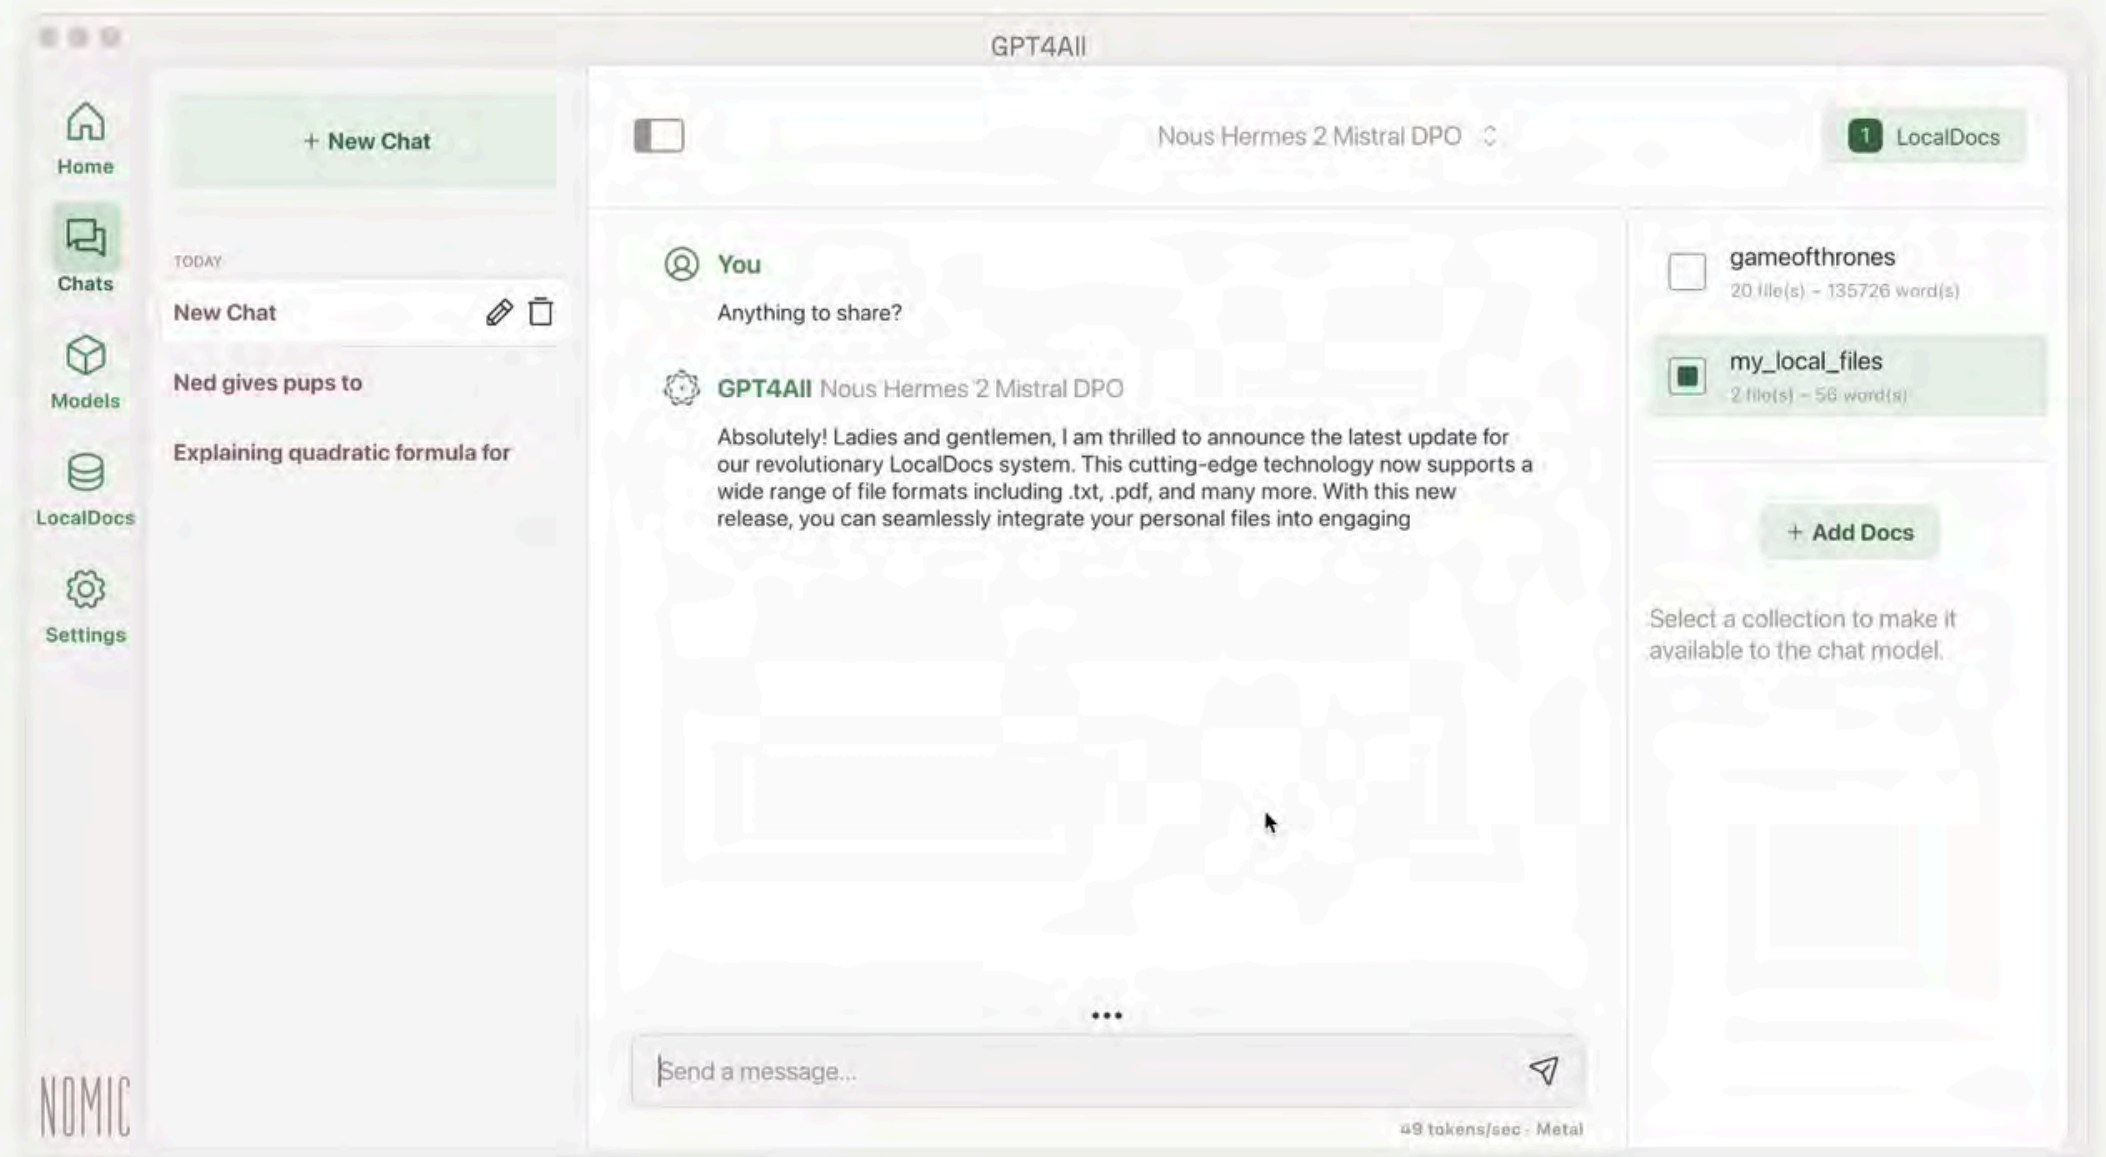 GPT4All
Home
Chats
Models
LocalDocs
Settings
NOMIC
+ New Chat
TODAY
New Chat
Ned gives pups to
Explaining quadratic formula for
Nous Hermes 2 Mistral DPO
1 LocalDocs
You
Anything to share?
GPT4All Nous Hermes 2 Mistral DPO
Absolutely! Ladies and gentlemen, I am thrilled to announce the latest update for
our revolutionary LocalDocs system. This cutting-edge technology now supports a
wide range of file formats including .txt, .pdf, and many more. With this new
release, you can seamlessly integrate your personal files into engaging
Send a message...
49 tokens/sec · Metal
gameofthrones
20 file(s) – 135726 word(s)
my_local_files
2 file(s) – 56 word(s)
+ Add Docs
Select a collection to make it
available to the chat model.